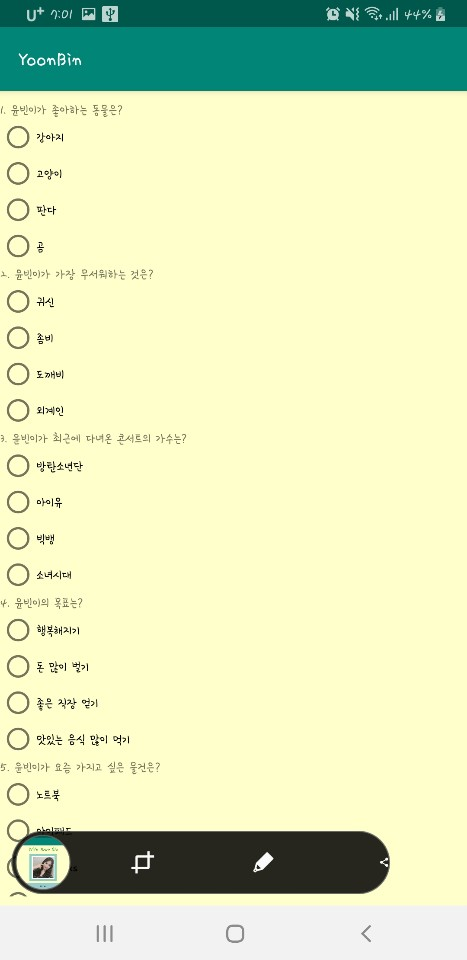 U+ 7:01 44%
YoonBin
1. 윤빈이가 좋아하는 동물은?
강아지
고양이
판다
곰
2. 윤빈이가 가장 무서워하는 것은?
귀신
좀비
도깨비
외계인
3. 윤빈이가 최근에 다녀온 콘서트의 가수는?
방탄소년단
아이유
빅뱅
소녀시대
4. 윤빈이의 목표는?
행복해지기
돈 많이 벌기
좋은 직장 얻기
맛있는 음식 많이 먹기
5. 윤빈이가 요즘 가지고 싶은 물건은?
노트북